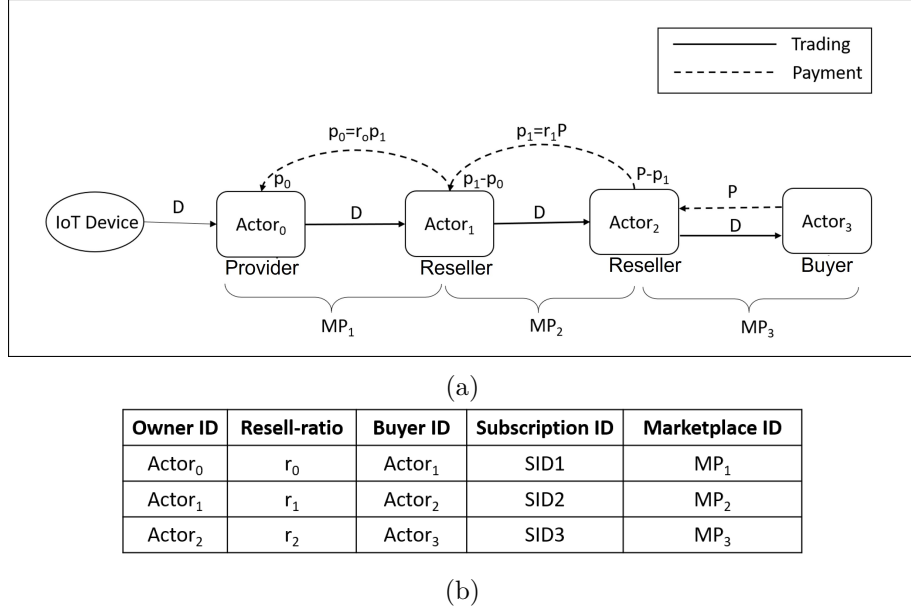 Trading
Payment
p₀=rₒp₁
p₁=r₁P
p₀
p₁-p₀
P-p₁
P
D
D
D
D
IoT Device
Actor₀
Actor₁
Actor₂
Actor₃
Provider
Reseller
Reseller
Buyer
MP₁
MP₂
MP₃
(a)
Owner ID Resell-ratio Buyer ID Subscription ID Marketplace ID
Actor₀ r₀ Actor₁ SID1 MP₁
Actor₁ r₁ Actor₂ SID2 MP₂
Actor₂ r₂ Actor₃ SID3 MP₃
(b)